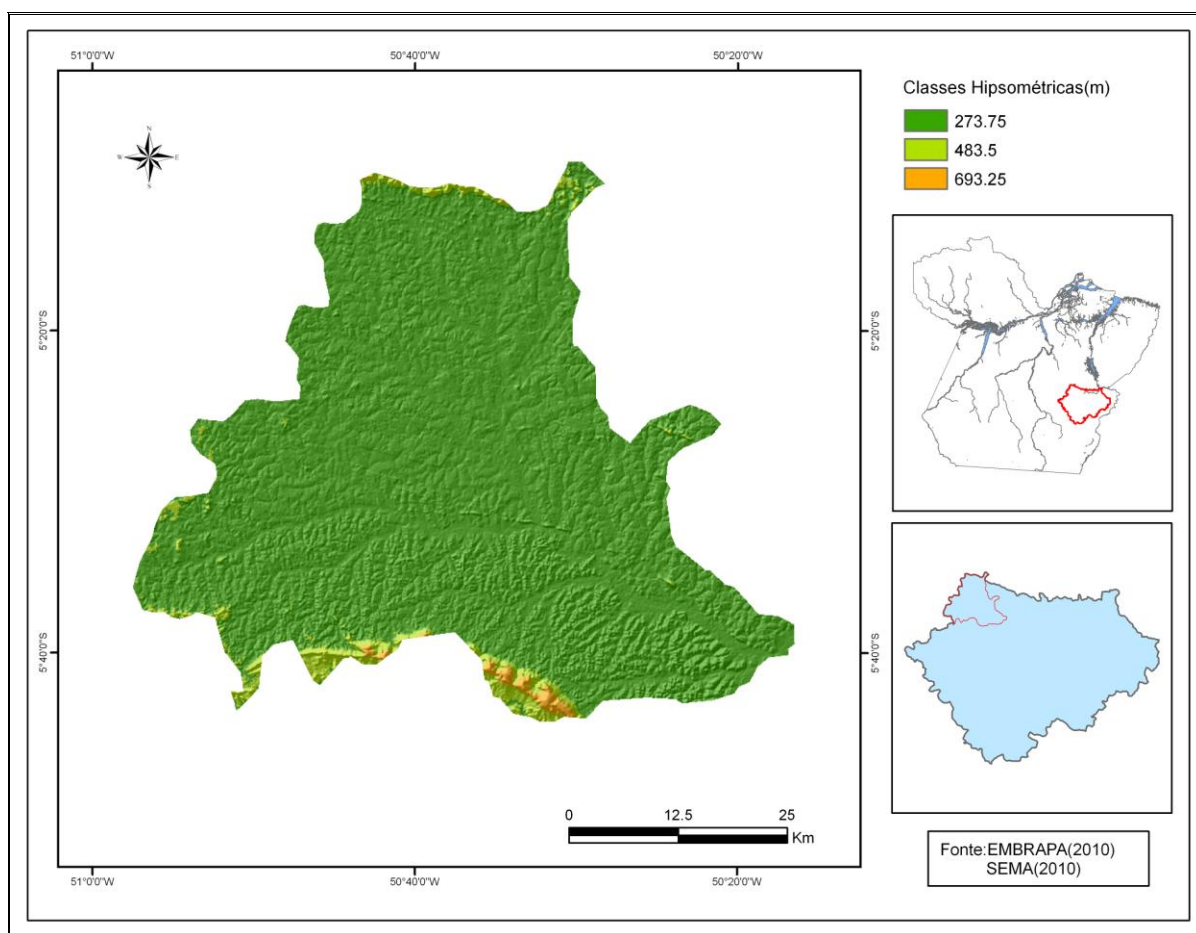 51°0'0"W
50°40'0"W
50°20'0"W
N
W
E
S
5°20'0"S
5°20'0"S
5°40'0"S
5°40'0"S
0
12.5
25
Km
51°0'0"W
50°40'0"W
50°20'0"W
Classes Hipsométricas(m)
273.75
483.5
693.25
Fonte:EMBRAPA(2010)
SEMA(2010)